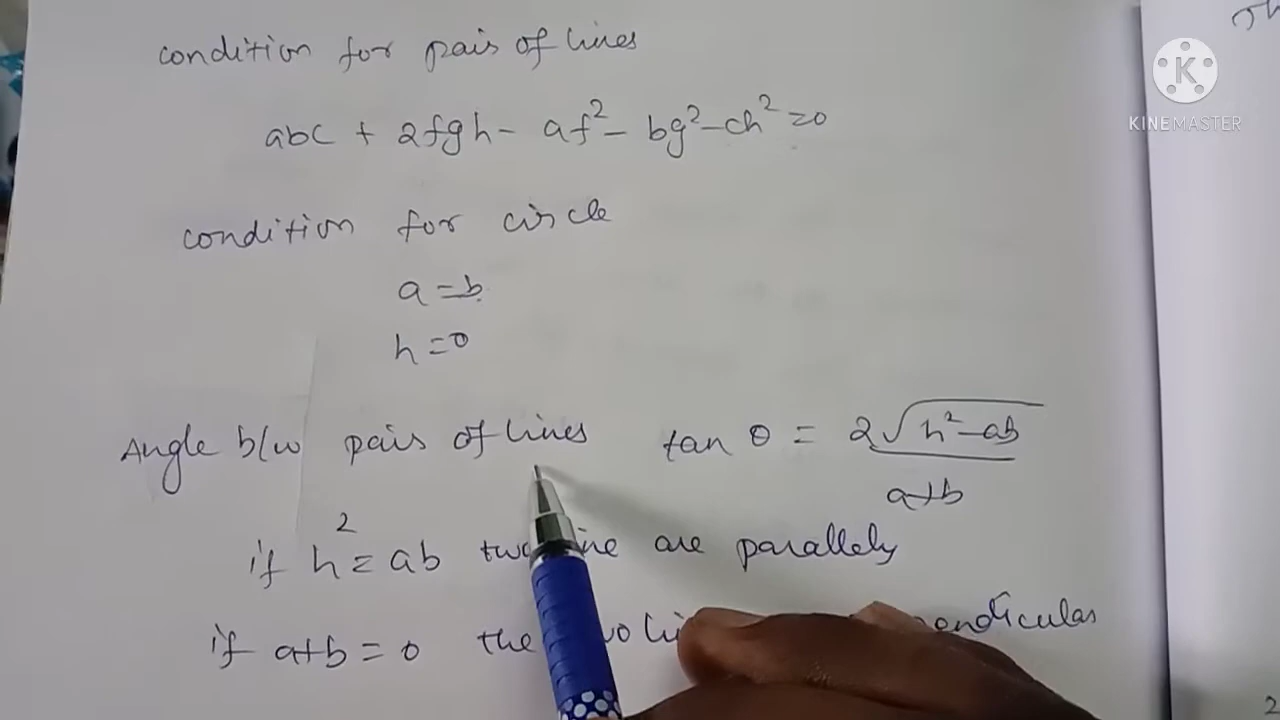 condition for pair of lines
KINEMASTER
abc + 2fgh - af² - bg² - ch² = 0
condition for circle
a = b
h = 0
Angle b/w pair of lines tan θ = 2√(h² - ab) / (a+b)
if h² = ab two are parallely
if a+b = 0 the
2